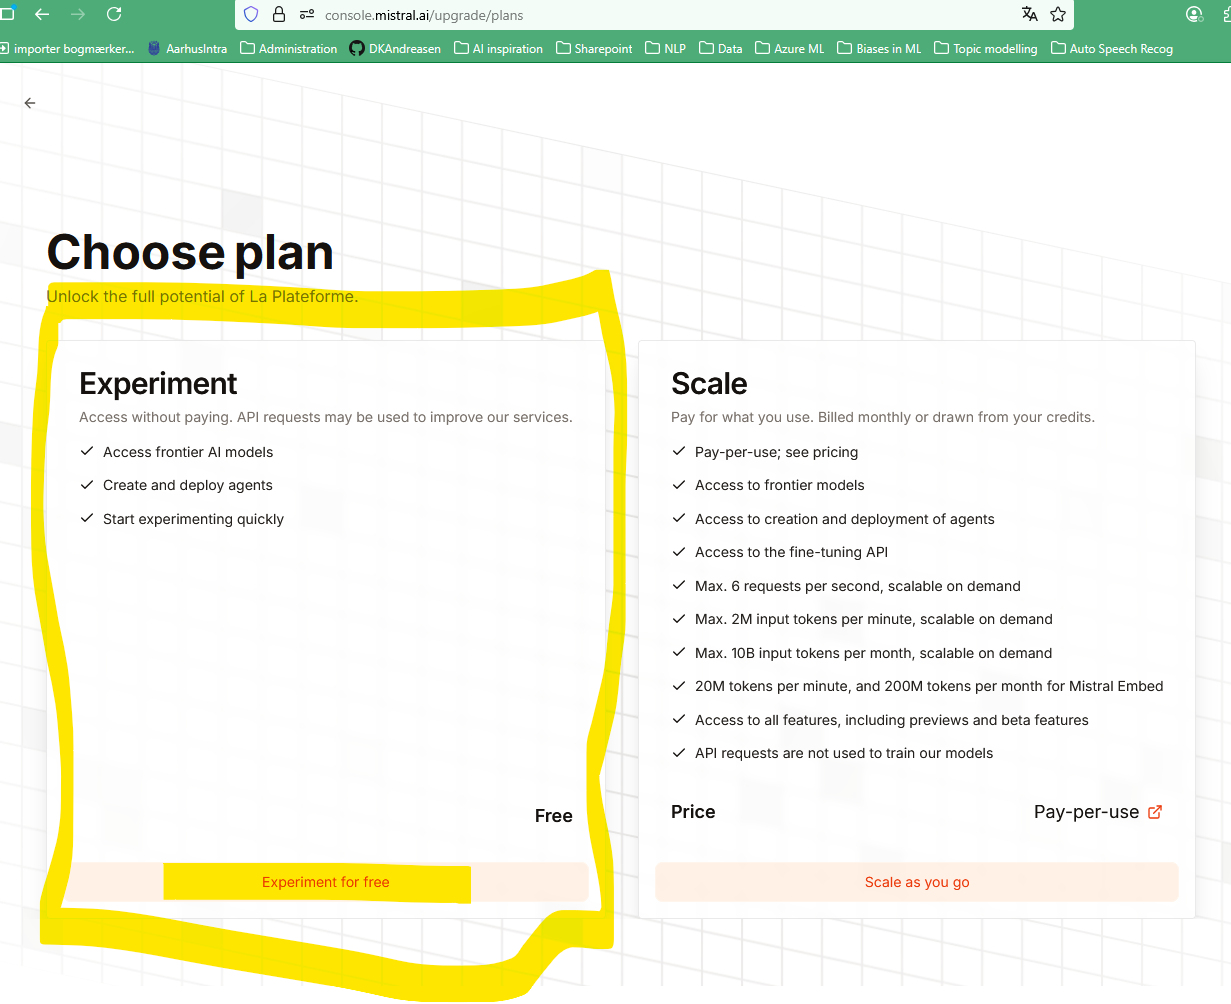 console.mistral.ai/upgrade/plans
importer bogmærker...
AarhusIntra
Administration
DKAndreasen
AI inspiration
Sharepoint
NLP
Data
Azure ML
Biases in ML
Topic modelling
Auto Speech Recog
Choose plan
Unlock the full potential of La Plateforme.
Experiment
Access without paying. API requests may be used to improve our services.
Access frontier AI models
Create and deploy agents
Start experimenting quickly
Free
Experiment for free
Scale
Pay for what you use. Billed monthly or drawn from your credits.
Pay-per-use; see pricing
Access to frontier models
Access to creation and deployment of agents
Access to the fine-tuning API
Max. 6 requests per second, scalable on demand
Max. 2M input tokens per minute, scalable on demand
Max. 10B input tokens per month, scalable on demand
20M tokens per minute, and 200M tokens per month for Mistral Embed
Access to all features, including previews and beta features
API requests are not used to train our models
Price
Pay-per-use
Scale as you go